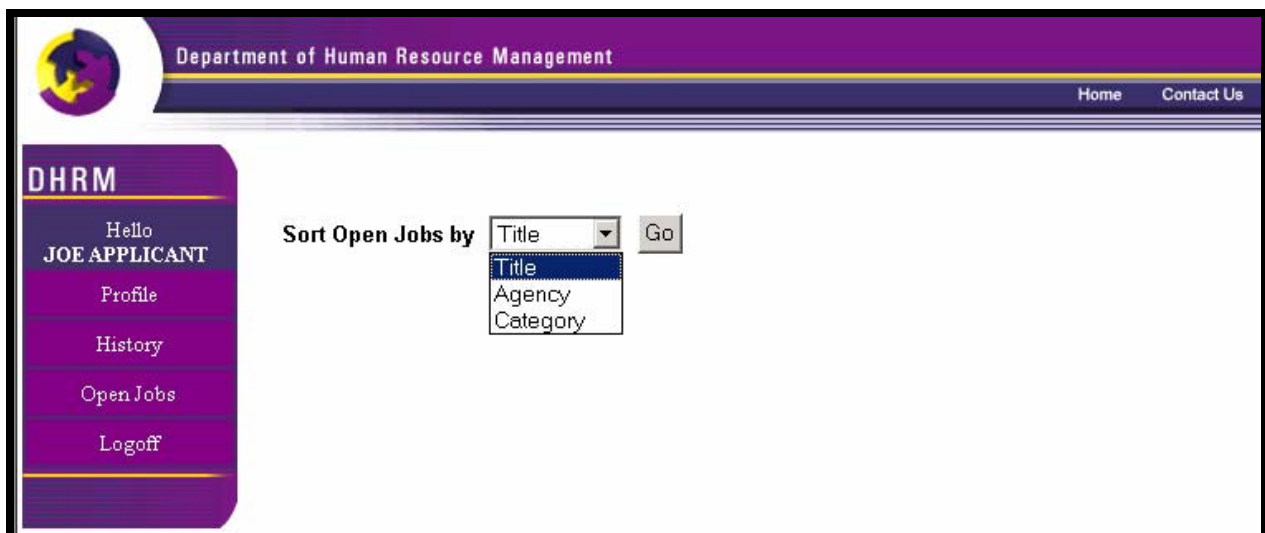 Department of Human Resource Management
Home Contact Us
DHRM
Hello
JOE APPLICANT
Profile
History
Open Jobs
Logoff
Sort Open Jobs by Title Go
Title
Agency
Category